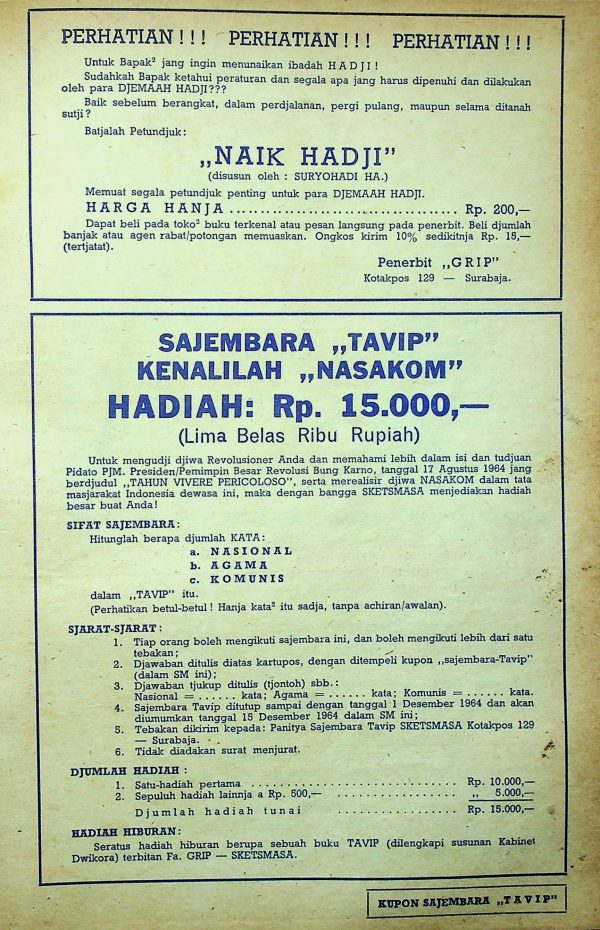 PERHATIAN!!! PERHATIAN!!! PERHATIAN!!!
Untuk Bapak² jang ingin menunaikan ibadah HADJI!
Sudahkah Bapak ketahui peraturan dan segala apa jang harus dipenuhi dan dilakukan
oleh para DJEMAAH HADJI???
Baik sebelum berangkat, dalam perdjalanan, pergi pulang, maupun selama ditanah
sutji?
Batjalah Petundjuk:
„NAIK HADJI”
(disusun oleh : SURYOHADI HA.)
Memuat segala petundjuk penting untuk para DJEMAAH HADJI.
HARGA HANJA ..................................... Rp. 200,—
Dapat beli pada toko² buku terkenal atau pesan langsung pada penerbit. Beli djumlah
banjak atau agen rabat/potongan memuaskan. Ongkos kirim 10% sedikitnja Rp. 15,—
(tertjatat).
Penerbit „GRIP”
Kotakpos 129 — Surabaja.
SAJEMBARA „TAVIP”
KENALILAH „NASAKOM”
HADIAH: Rp. 15.000,—
(Lima Belas Ribu Rupiah)
Untuk mengudji djiwa Revolusioner Anda dan memahami lebih dalam isi dan tudjuan
Pidato PJM. Presiden/Pemimpin Besar Revolusi Bung Karno, tanggal 17 Agustus 1964 jang
berdjudul „TAHUN VIVERE PERICOLOSO”, serta merealisir djiwa NASAKOM dalam tata
masjarakat Indonesia dewasa ini, maka dengan bangga SKETSMASA menjediakan hadiah
besar buat Anda!
SIFAT SAJEMBARA:
Hitunglah berapa djumlah KATA:
a. NASIONAL
b. AGAMA
c. KOMUNIS
dalam „TAVIP” itu.
(Perhatikan betul-betul! Hanja kata² itu sadja, tanpa achiran/awalan).
SJARAT-SJARAT:
1. Tiap orang boleh mengikuti sajembara ini, dan boleh mengikuti lebih dari satu
tebakan;
2. Djawaban ditulis diatas kartupos, dengan ditempeli kupon „sajembara-Tavip”
(dalam SM ini);
3. Djawaban tjukup ditulis (tjontoh) sbb.:
Nasional = ...... kata; Agama = ...... kata; Komunis = ...... kata.
4. Sajembara Tavip ditutup sampai dengan tanggal 1 Desember 1964 dan akan
diumumkan tanggal 15 Desember 1964 dalam SM ini;
5. Tebakan dikirim kepada: Panitya Sajembara Tavip SKETSMASA Kotakpos 129
— Surabaja.
6. Tidak diadakan surat menjurat.
DJUMLAH HADIAH :
1. Satu-hadiah pertama ................................ Rp. 10.000,—
2. Sepuluh hadiah lainnja a Rp. 500,— .................. „ 5.000,—
Djumlah hadiah tunai .................. Rp. 15.000,—
HADIAH HIBURAN:
Seratus hadiah hiburan berupa sebuah buku TAVIP (dilengkapi susunan Kabinet
Dwikora) terbitan Fa. GRIP — SKETSMASA.
KUPON SAJEMBARA „TAVIP”